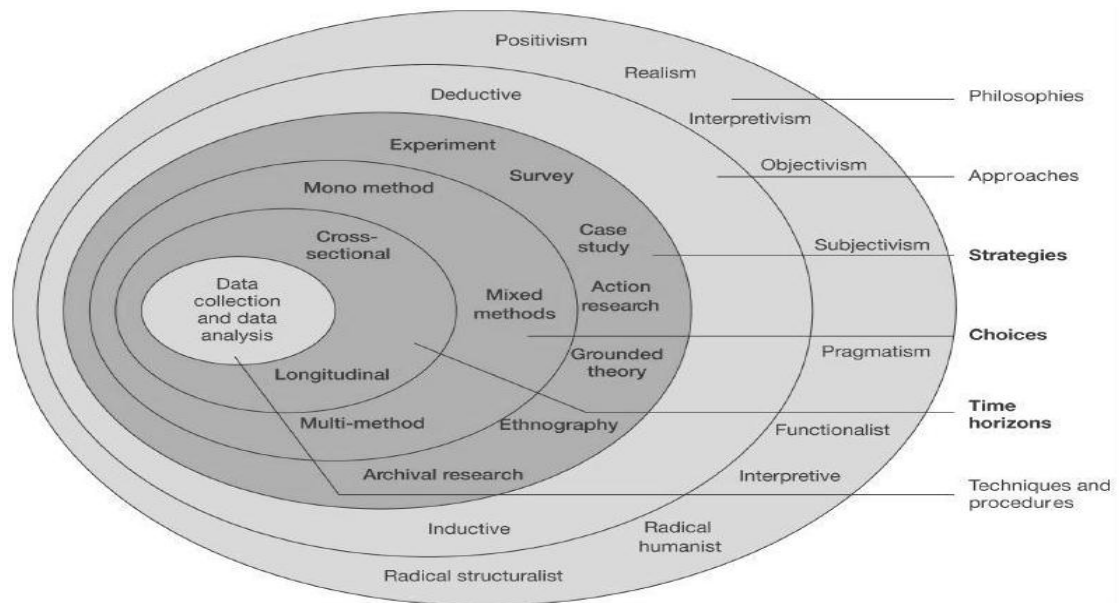 Positivism
Realism
Deductive
Philosophies
Interpretivism
Experiment
Objectivism
Survey
Approaches
Mono method
Case
study
Cross-
sectional
Subjectivism
Strategies
Data
collection
and data
analysis
Mixed
methods
Action
research
Choices
Grounded
theory
Pragmatism
Longitudinal
Time
horizons
Multi-method
Ethnography
Functionalist
Archival research
Interpretive
Techniques and
procedures
Inductive
Radical
humanist
Radical structuralist